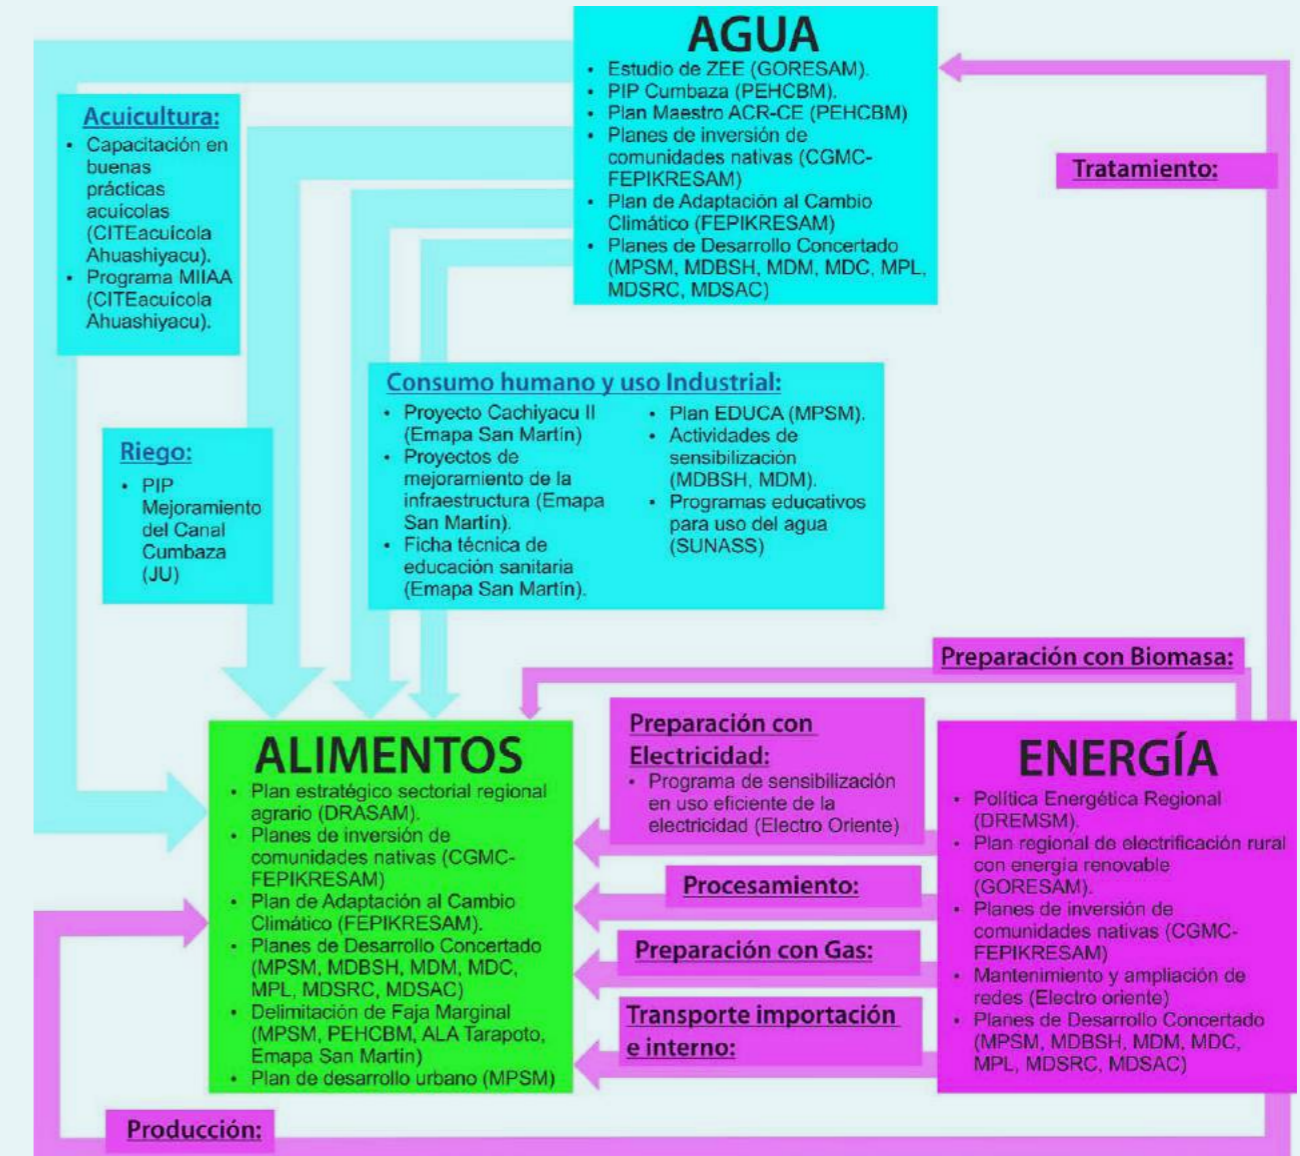 AGUA
• Estudio de ZEE (GORESAM).
• PIP Cumbaza (PEHCBM).
• Plan Maestro ACR-CE (PEHCBM)
• Planes de inversión de
comunidades nativas (CGMC-
FEPIKRESAM)
• Plan de Adaptación al Cambio
Climático (FEPIKRESAM)
• Planes de Desarrollo Concertado
(MPSM, MDBSH, MDM, MDC, MPL,
MDSRC, MDSAC)
Acuicultura:
• Capacitación en
buenas
prácticas
acuícolas
(CITEacuícola
Ahuashiyacu).
• Programa MIIAA
(CITEacuícola
Ahuashiyacu).
Tratamiento:
Consumo humano y uso Industrial:
• Proyecto Cachiyacu II
(Emapa San Martín)
• Proyectos de
mejoramiento de la
infraestructura (Emapa
San Martín).
• Ficha técnica de
educación sanitaria
(Emapa San Martín).
• Plan EDUCA (MPSM).
• Actividades de
sensibilización
(MDBSH, MDM).
• Programas educativos
para uso del agua
(SUNASS)
Riego:
• PIP
Mejoramiento
del Canal
Cumbaza
(JU)
Preparación con Biomasa:
ALIMENTOS
• Plan estratégico sectorial regional
agrario (DRASAM).
• Planes de inversión de
comunidades nativas (CGMC-
FEPIKRESAM)
• Plan de Adaptación al Cambio
Climático (FEPIKRESAM).
• Planes de Desarrollo Concertado
(MPSM, MDBSH, MDM, MDC,
MPL, MDSRC, MDSAC)
• Delimitación de Faja Marginal
(MPSM, PEHCBM, ALA Tarapoto,
Emapa San Martín)
• Plan de desarrollo urbano (MPSM)
Preparación con
Electricidad:
• Programa de sensibilización
en uso eficiente de la
electricidad (Electro Oriente)
Procesamiento:
Preparación con Gas:
Transporte importación
e interno:
ENERGÍA
• Política Energética Regional
(DREMSM).
• Plan regional de electrificación rural
con energía renovable
(GORESAM).
• Planes de inversión de
comunidades nativas (CGMC-
FEPIKRESAM)
• Mantenimiento y ampliación de
redes (Electro oriente)
• Planes de Desarrollo Concertado
(MPSM, MDBSH, MDM, MDC,
MPL, MDSRC, MDSAC)
Producción: